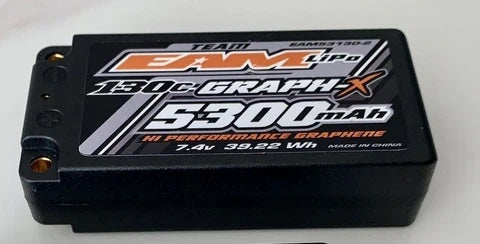 TEAM
EAM LiPo
EAM53130-2
130c GRAPH-X
5300mAh
HI PERFORMANCE GRAPHENE
7.4v 39.22 Wh
MADE IN CHINA